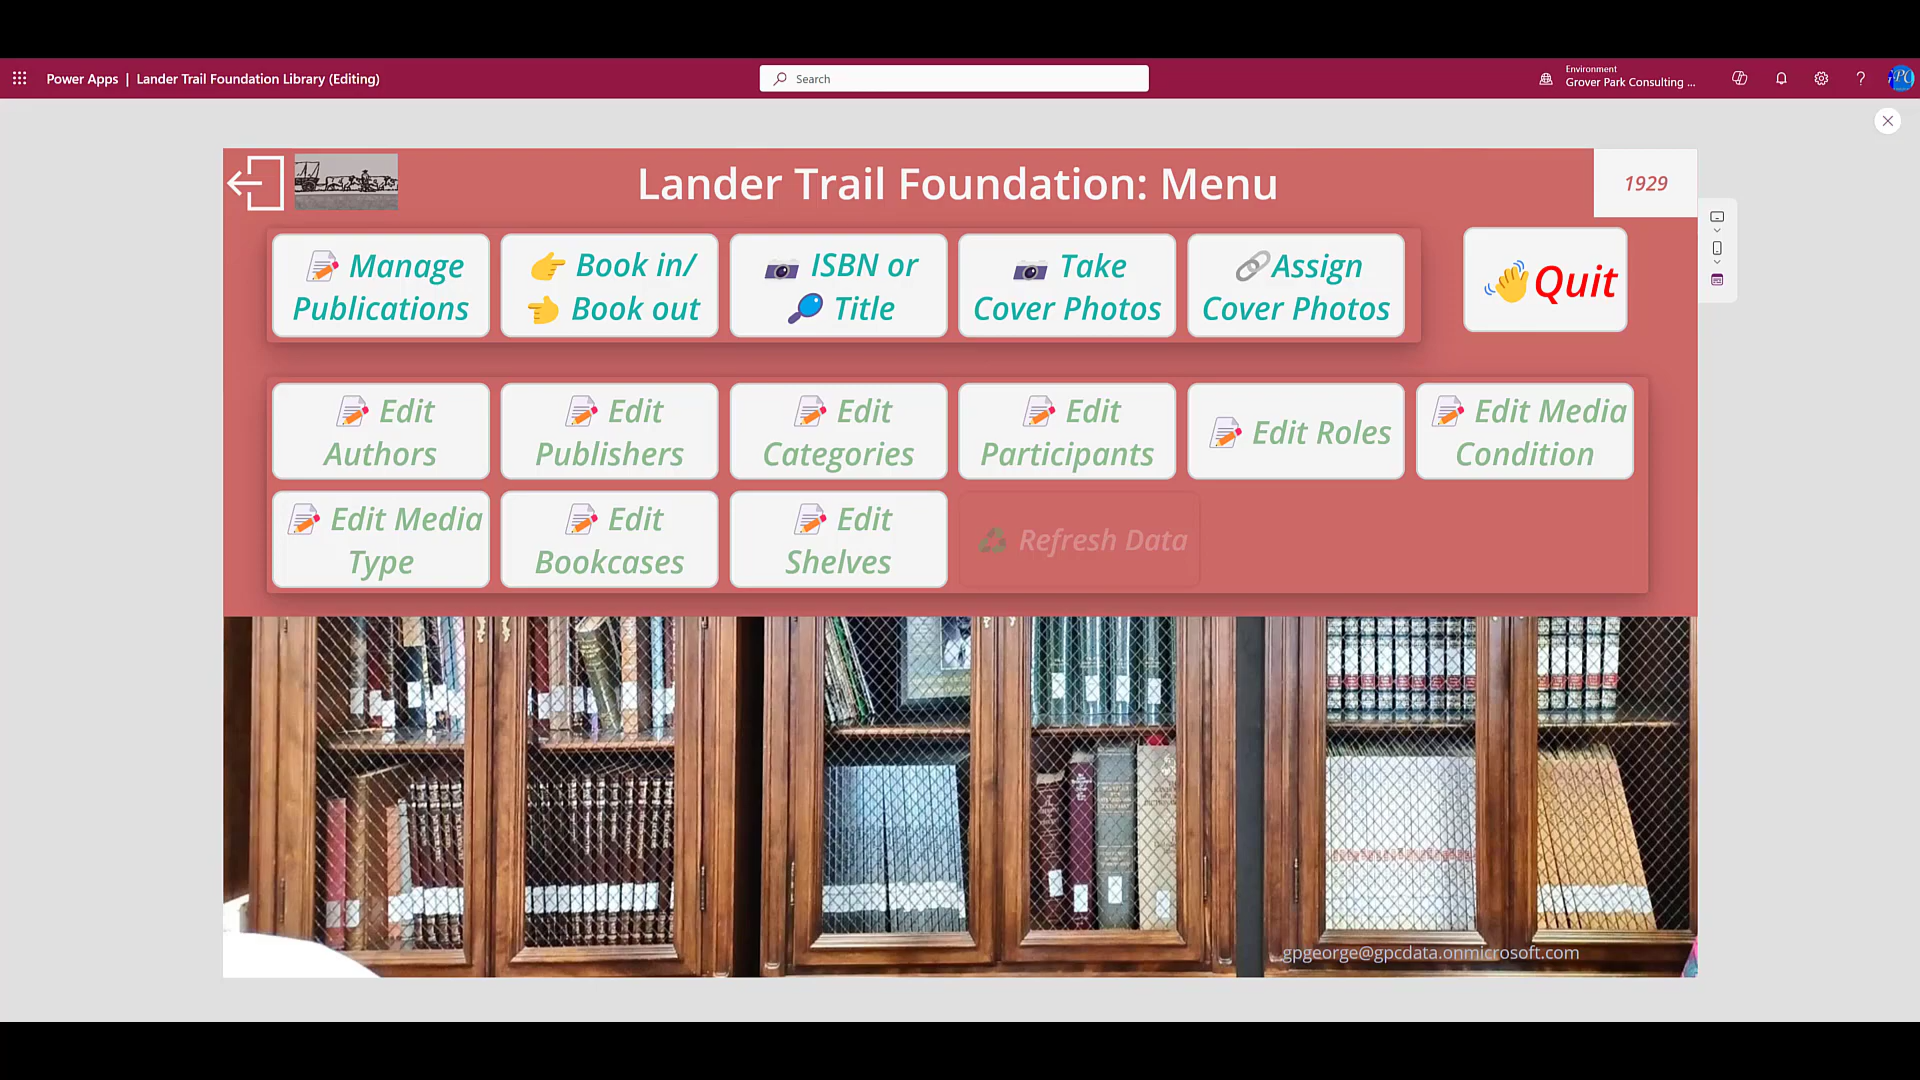 Power Apps | Lander Trail Foundation Library (Editing)
Search
Environment
Grover Park Consulting ...
Lander Trail Foundation: Menu
1929
Manage
Publications
Book in/
Book out
ISBN or
Title
Take
Cover Photos
Assign
Cover Photos
Quit
Edit
Authors
Edit
Publishers
Edit
Categories
Edit
Participants
Edit Roles
Edit Media
Condition
Edit Media
Type
Edit
Bookcases
Edit
Shelves
Refresh Data
gpgeorge@gpcdata.onmicrosoft.com